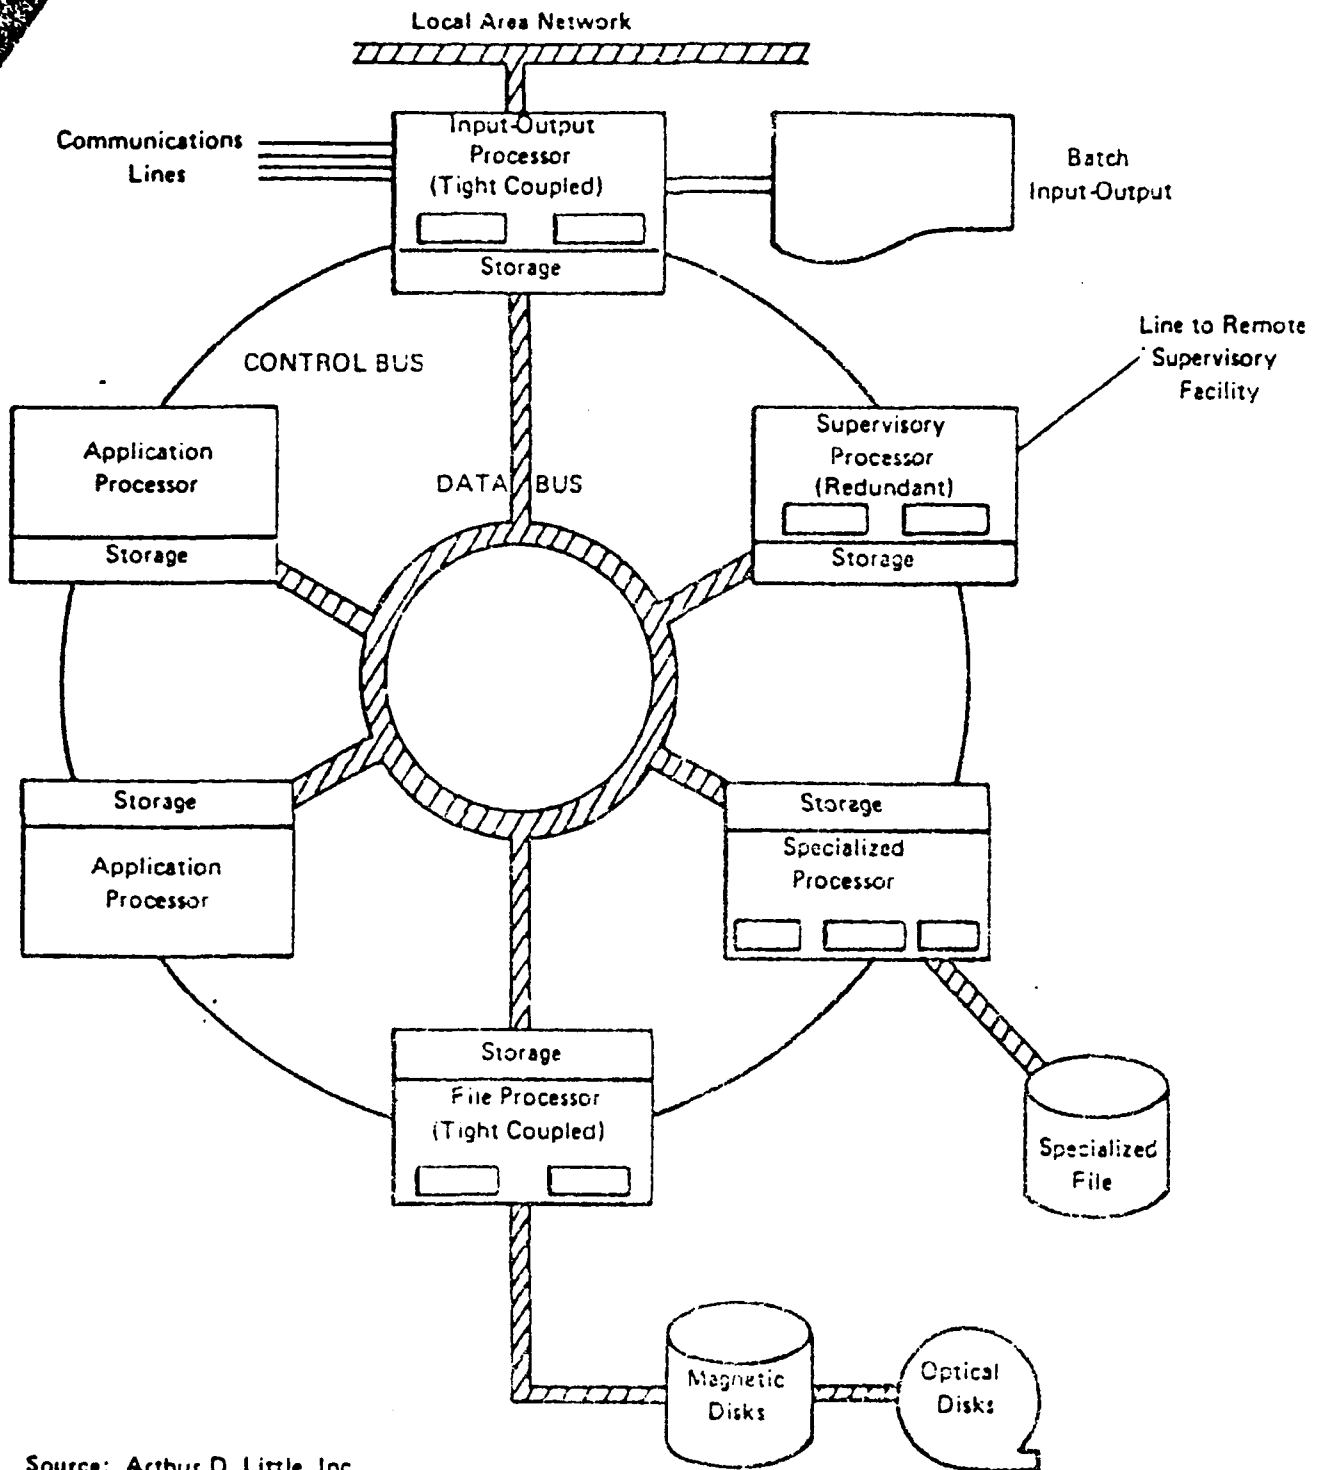 Local Area Network
Communications
Lines
Input-Output
Processor
(Tight Coupled)
Storage
Batch
Input-Output
Line to Remote
Supervisory
Facility
CONTROL BUS
Application
Processor
Storage
DATA BUS
Supervisory
Processor
(Redundant)
Storage
Storage
Application
Processor
Storage
Specialized
Processor
Storage
File Processor
(Tight Coupled)
Specialized
File
Magnetic
Disks
Optical
Disks
Source: Arthur D. Little, Inc.